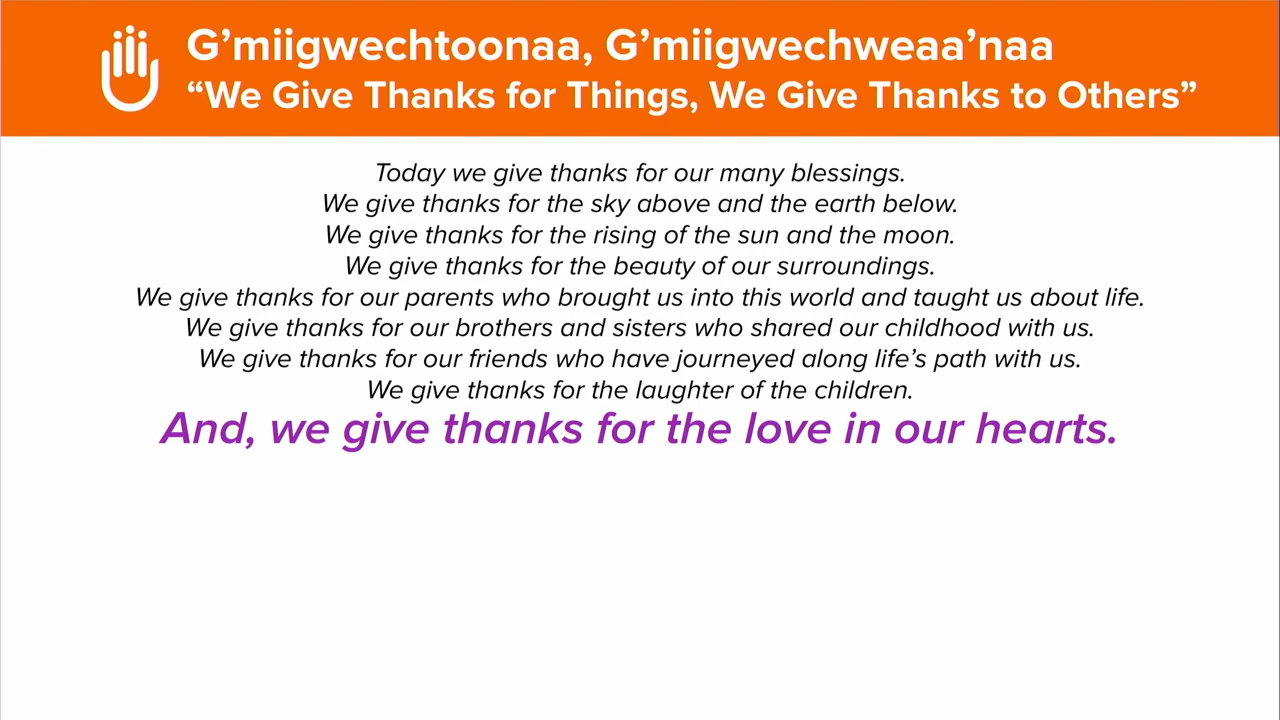 G’miigwechtoonaa, G’miigwechweaa’naa
“We Give Thanks for Things, We Give Thanks to Others”
Today we give thanks for our many blessings.
We give thanks for the sky above and the earth below.
We give thanks for the rising of the sun and the moon.
We give thanks for the beauty of our surroundings.
We give thanks for our parents who brought us into this world and taught us about life.
We give thanks for our brothers and sisters who shared our childhood with us.
We give thanks for our friends who have journeyed along life’s path with us.
We give thanks for the laughter of the children.
And, we give thanks for the love in our hearts.